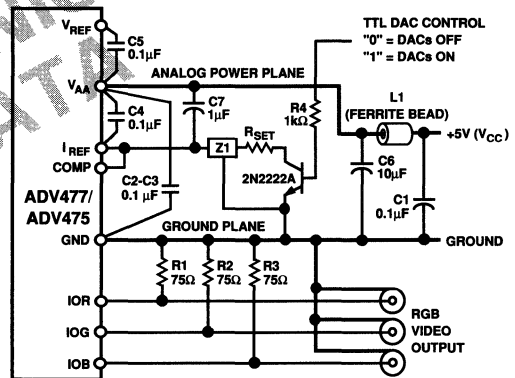 V REF
C5
0.1µF
TTL DAC CONTROL
"0" = DACs OFF
"1" = DACs ON
V AA
ANALOG POWER PLANE
C4
0.1µF
C7
1µF
R4
1kΩ
L1
(FERRITE BEAD)
+5V (VCC)
I REF
COMP
Z1
RSET
2N2222A
C6
10µF
C1
0.1µF
ADV477/
ADV475
C2-C3
0.1 µF
GND
GROUND PLANE
GROUND
R1
75Ω
R2
75Ω
R3
75Ω
IOR
IOG
IOB
RGB
VIDEO
OUTPUT